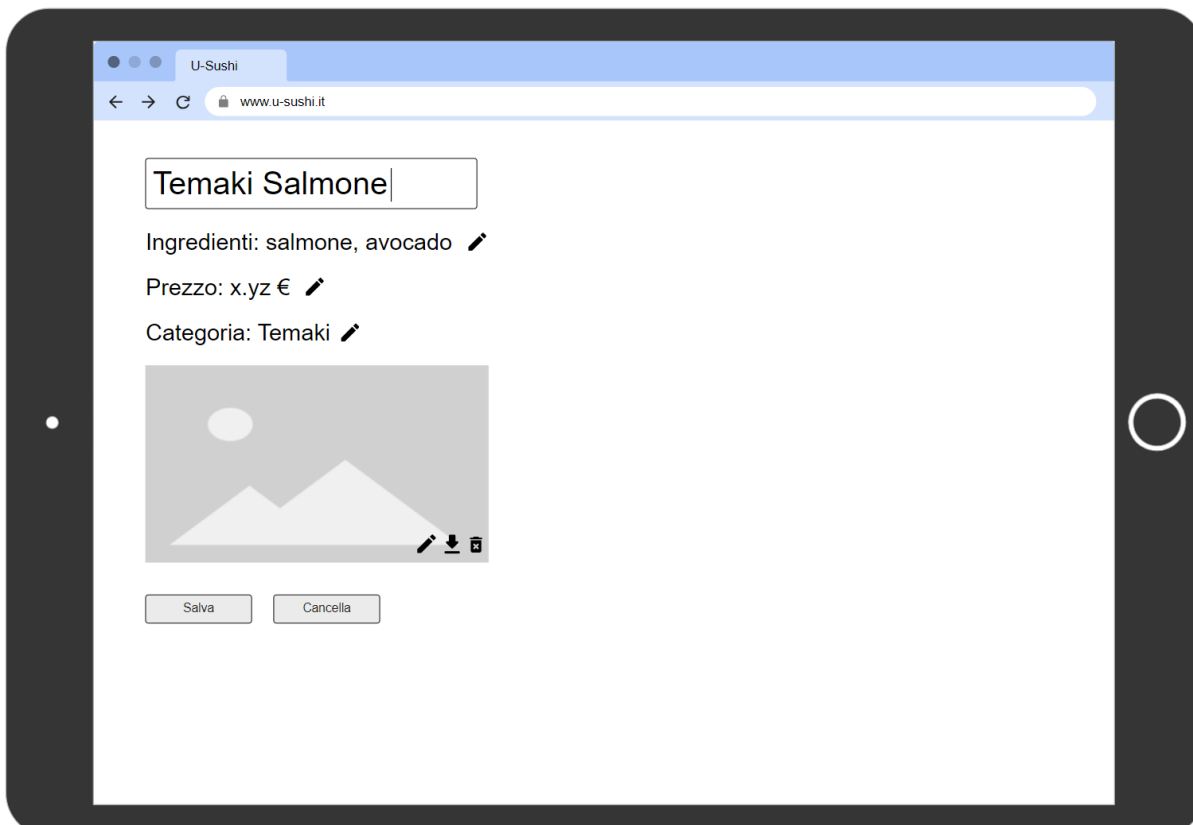 U-Sushi
www.u-sushi.it
Temaki Salmone
Ingredienti: salmone, avocado
Prezzo: x.yz €
Categoria: Temaki
Salva Cancella